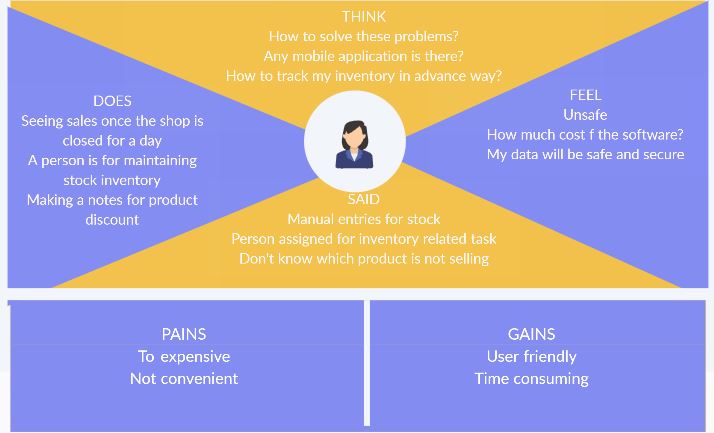 THINK
How to solve these problems?
Any mobile application is there?
How to track my inventory in advance way?
DOES
Seeing sales once the shop is
closed for a day
A person is for maintaining
stock inventory
Making a notes for product
discount
FEEL
Unsafe
How much cost f the software?
My data will be safe and secure
SAID
Manual entries for stock
Person assigned for inventory related task
Don't know which product is not selling
PAINS
To expensive
Not convenient
GAINS
User friendly
Time consuming